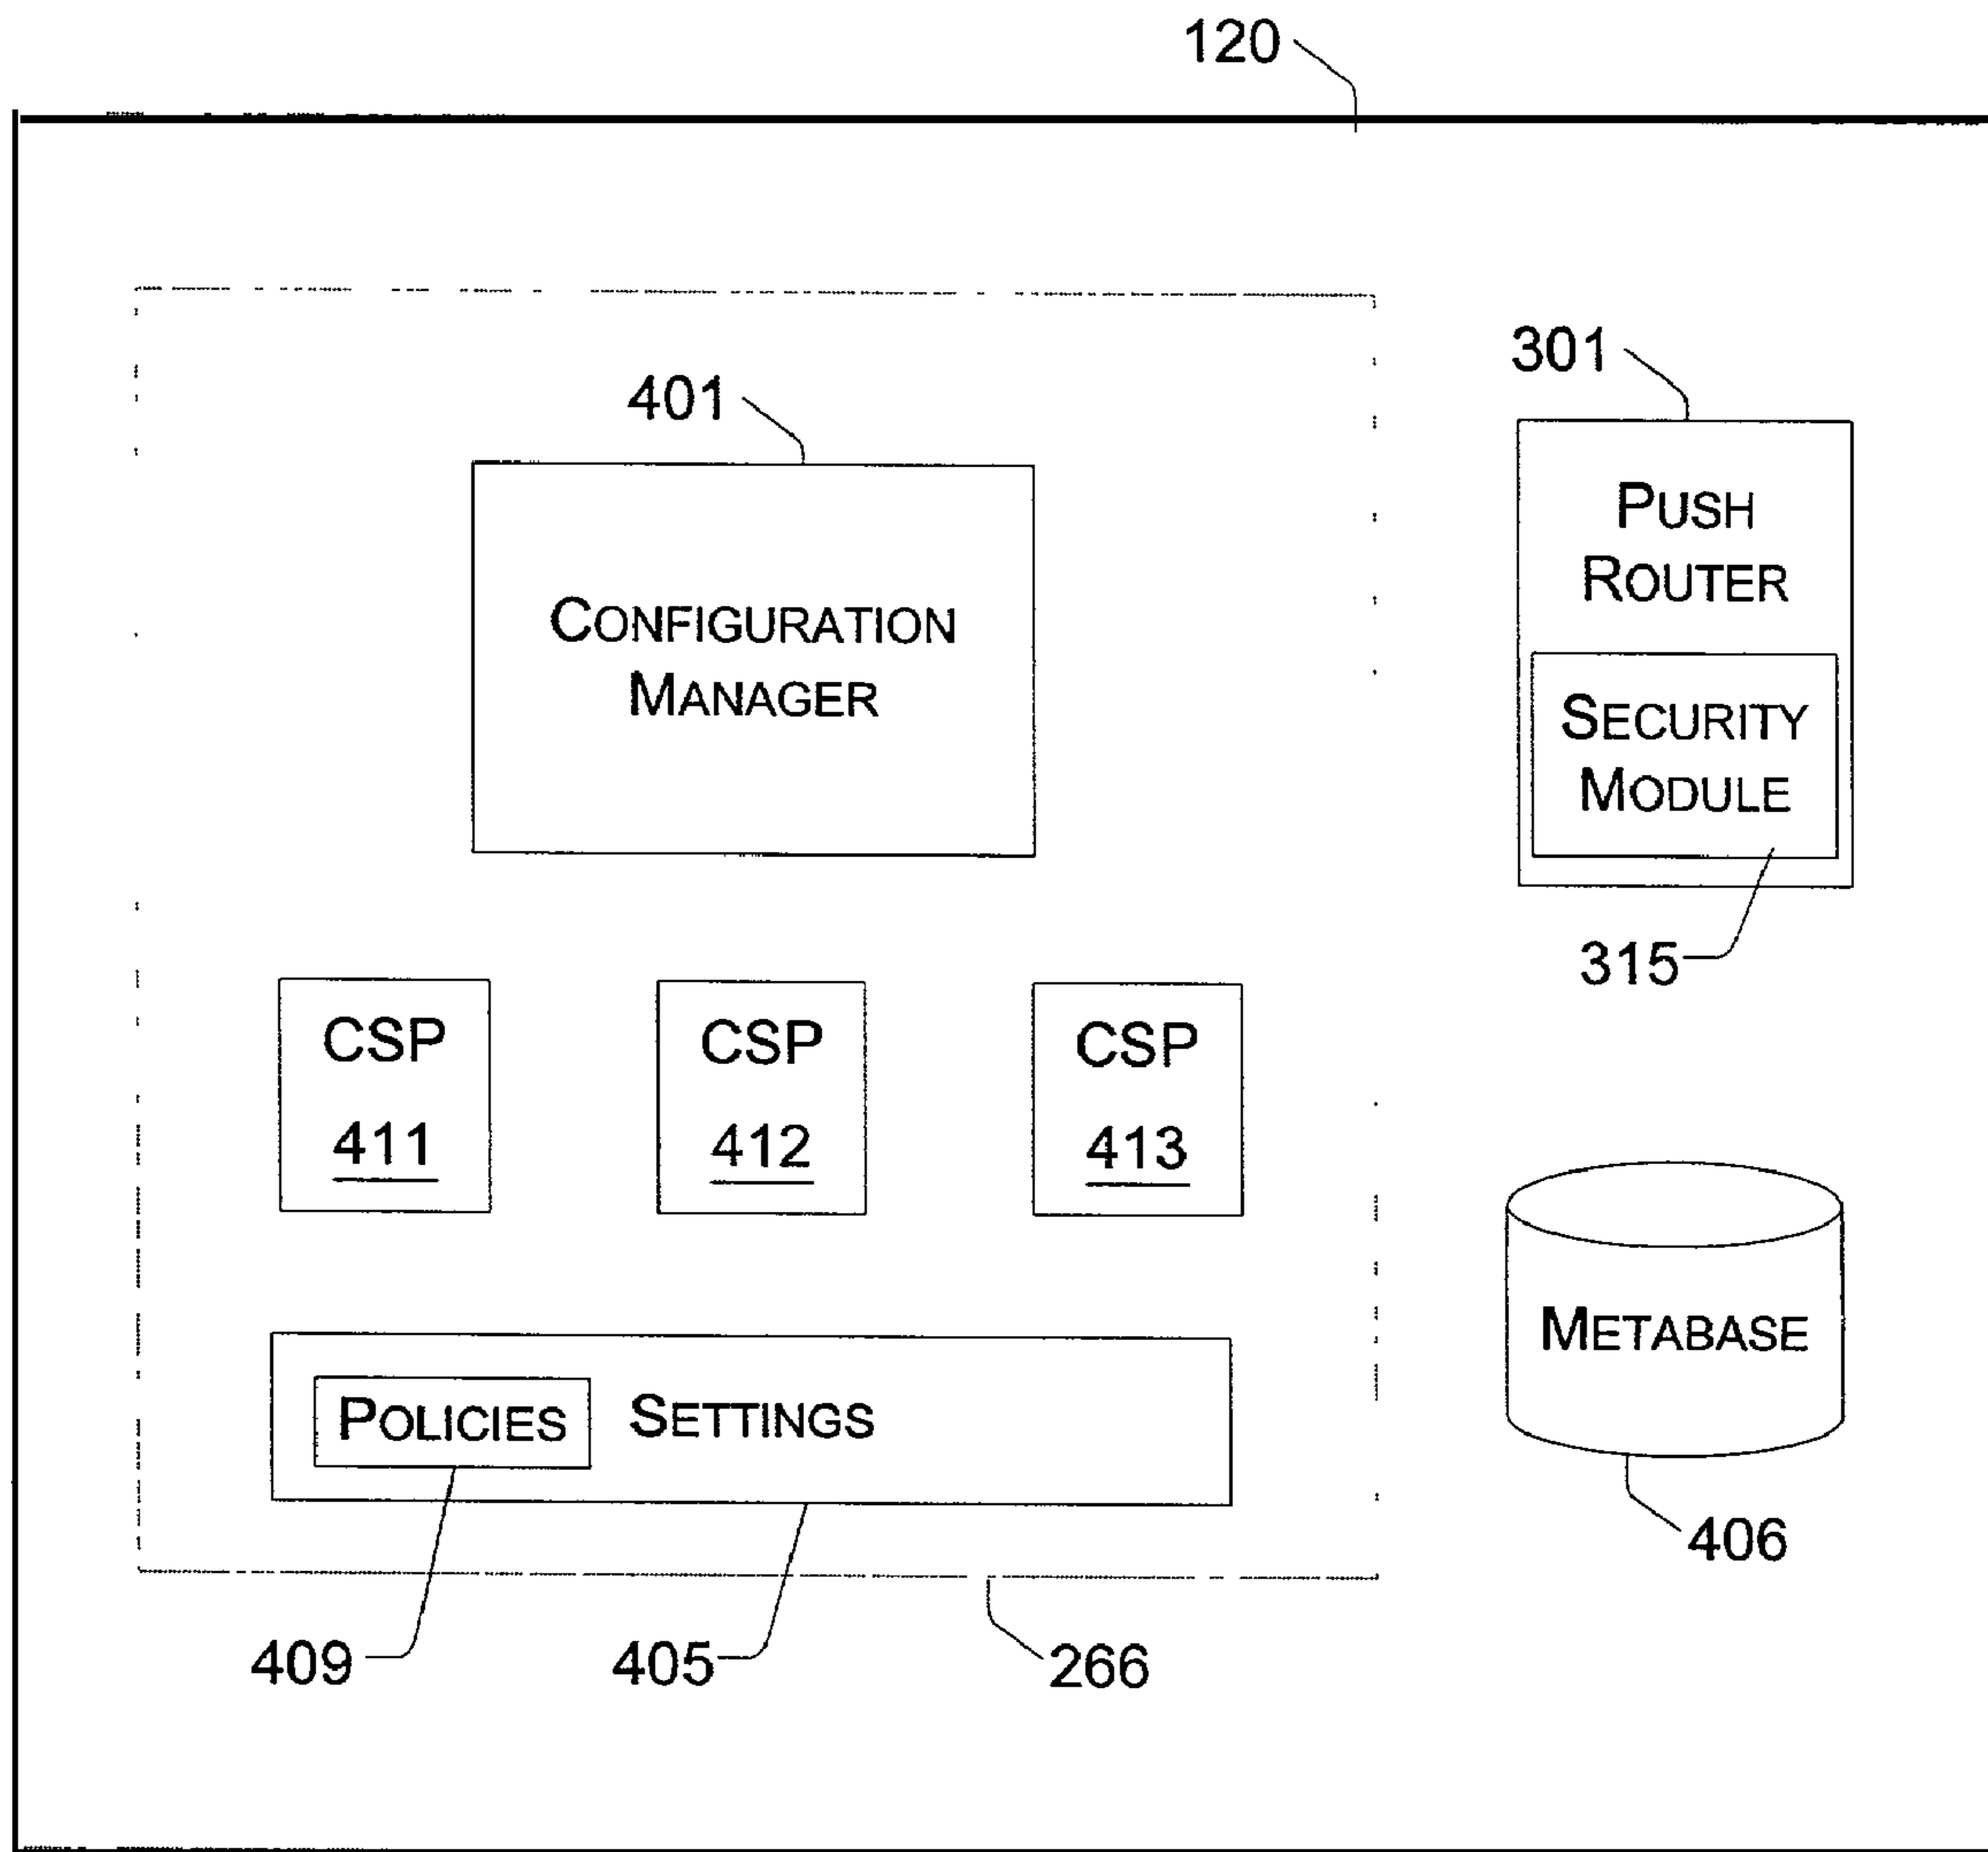 120
301
401
PUSH
ROUTER
CONFIGURATION
MANAGER
SECURITY
MODULE
315
CSP
411
CSP
412
CSP
413
METABASE
POLICIES
SETTINGS
406
409
405
266